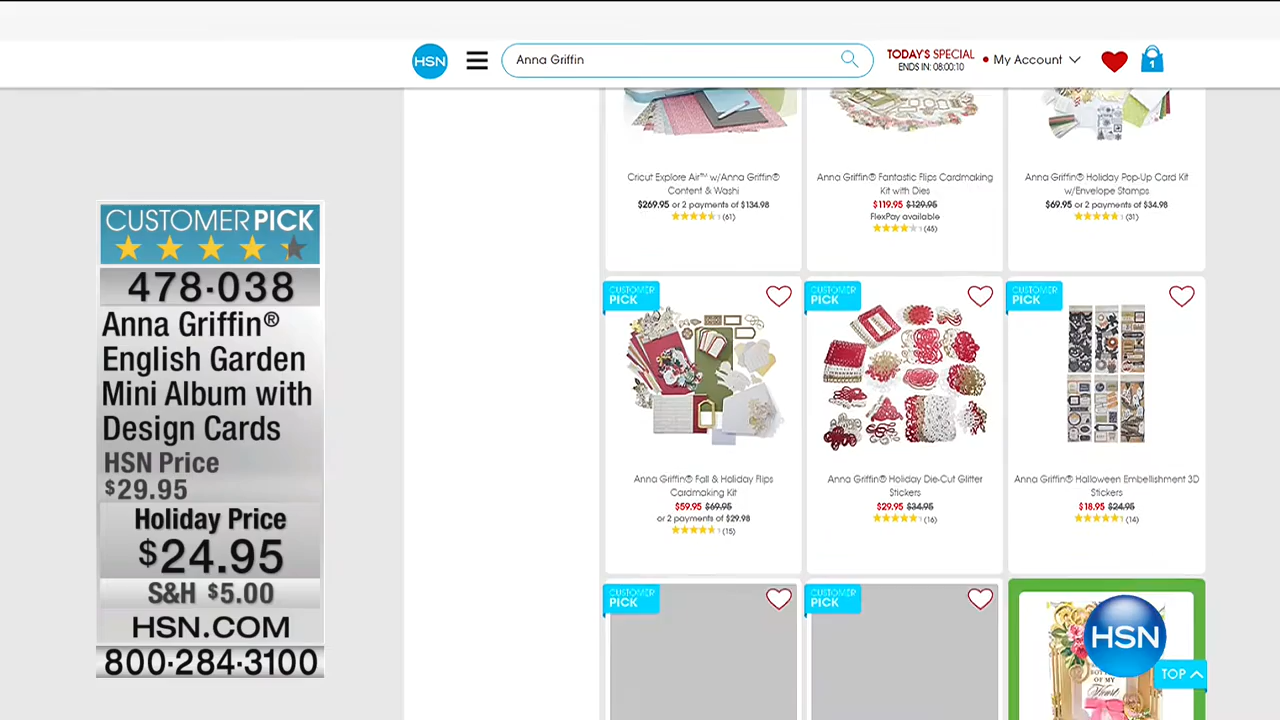 HSN
Anna Griffin
TODAY'S SPECIAL
ENDS IN: 08:00:10
My Account
1
Cricut Explore Air™ w/Anna Griffin®
Content & Washi
$269.95 or 2 payments of $134.98
(61)
Anna Griffin® Fantastic Flips Cardmaking
Kit with Dies
$119.95 $129.95
FlexPay available
(45)
Anna Griffin® Holiday Pop-Up Card Kit
w/Envelope Stamps
$69.95 or 2 payments of $34.98
(31)
CUSTOMER PICK
478·038
Anna Griffin®
English Garden
Mini Album with
Design Cards
HSN Price
$29.95
Holiday Price
$24.95
S&H $5.00
HSN.COM
800·284·3100
CUSTOMER
PICK
Anna Griffin® Fall & Holiday Flips
Cardmaking Kit
$59.95 $69.95
or 2 payments of $29.98
(15)
CUSTOMER
PICK
Anna Griffin® Holiday Die-Cut Glitter
Stickers
$29.95 $34.95
(16)
CUSTOMER
PICK
Anna Griffin® Halloween Embellishment 3D
Stickers
$18.95 $24.95
(14)
CUSTOMER
PICK
CUSTOMER
PICK
HSN
TOP
OF MY
Heart